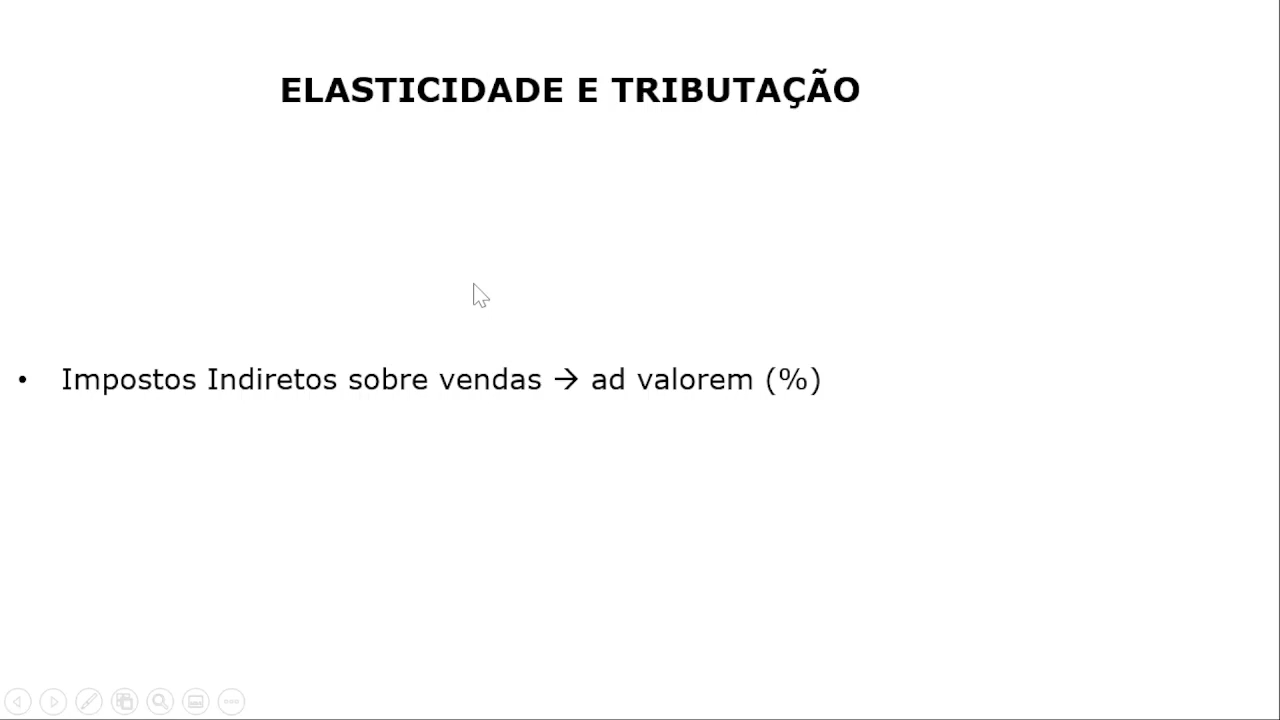 ELASTICIDADE E TRIBUTAÇÃO
• Impostos Indiretos sobre vendas → ad valorem (%)